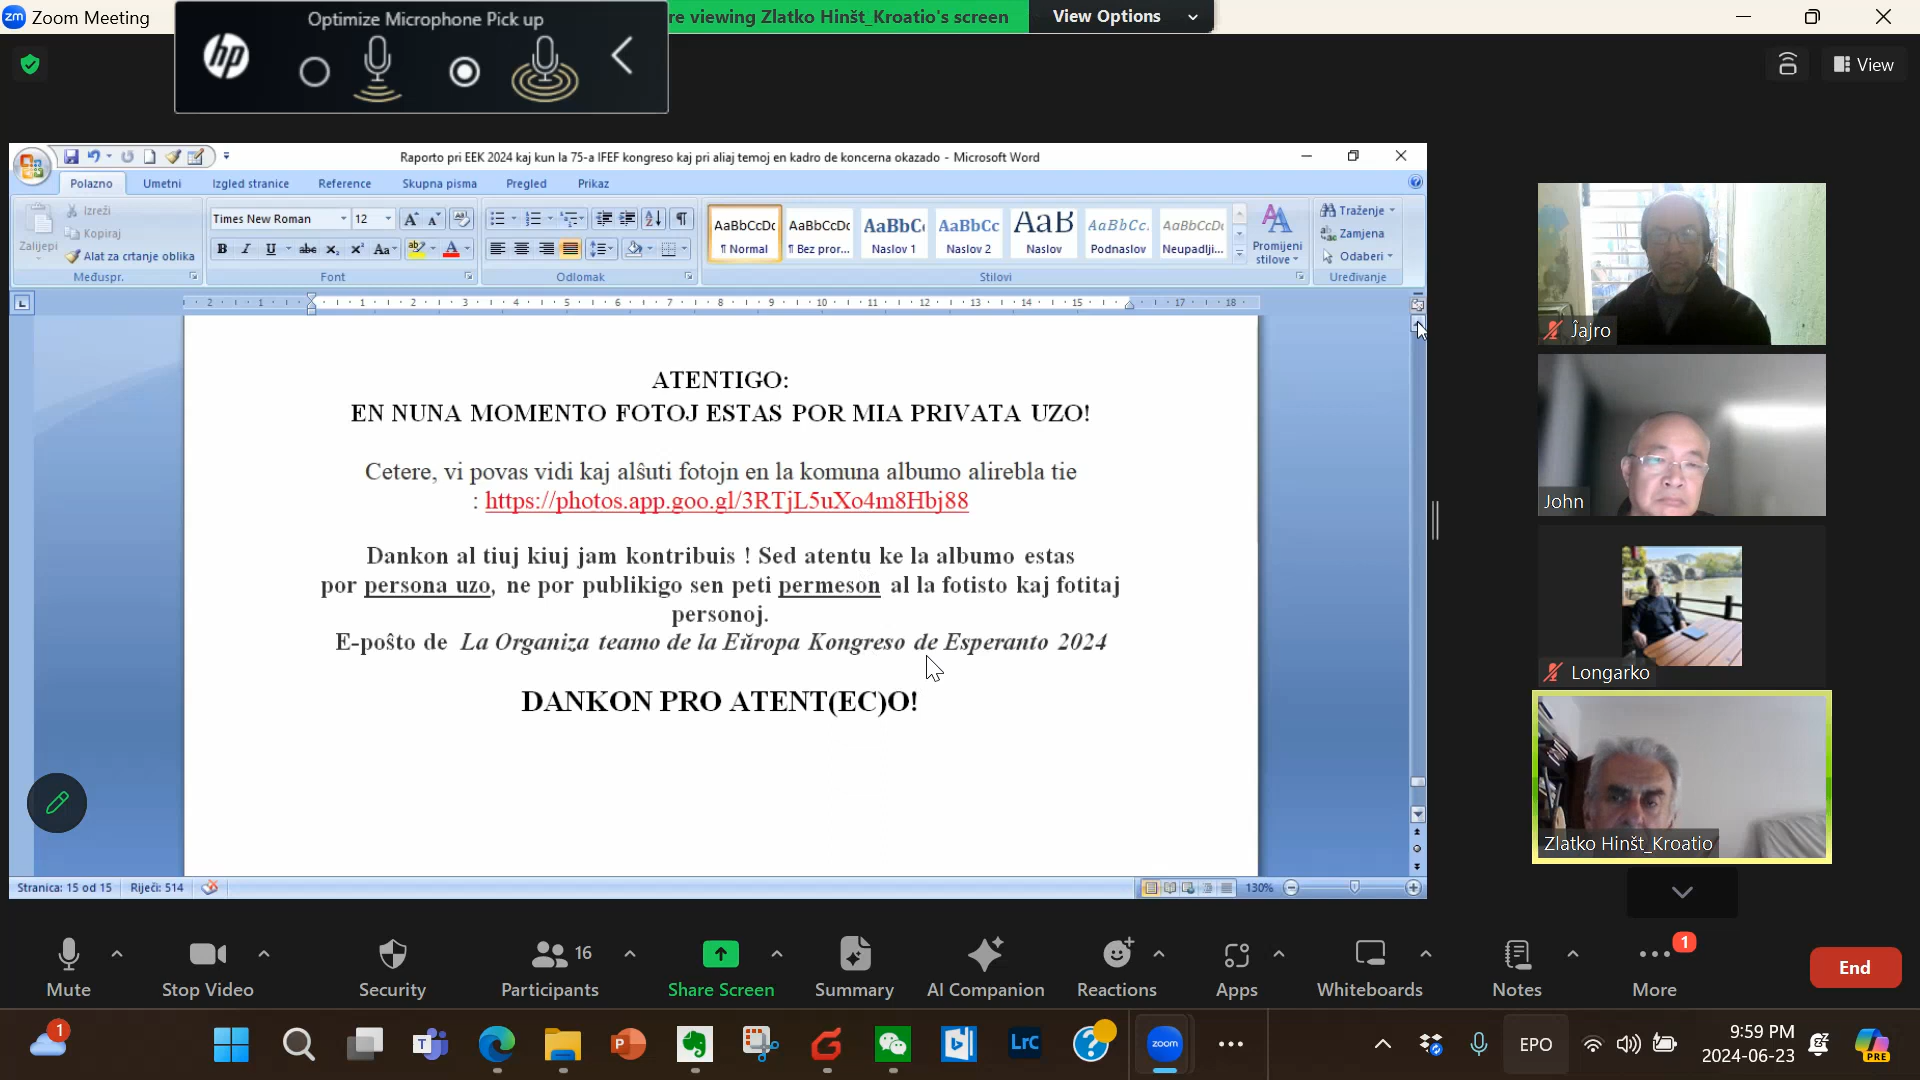 Zoom Meeting
Optimize Microphone Pick up
hp
re viewing Zlatko Hinšt_Kroatio's screen
View Options
View
Raporto pri EEK 2024 kaj kun la 75-a IFEF kongreso kaj pri aliaj temoj en kadro de koncerna okazado - Microsoft Word
Polazno
Umetni
Izgled stranice
Reference
Skupna pisma
Pregled
Prikaz
Zalijepi
Izreži
Kopiraj
Alat za crtanje oblika
Međuspr.
Times New Roman
12
Font
Odlomak
AaBbCcDc
¶ Normal
AaBbCcDc
¶ Bez pror...
AaBbC
Naslov 1
AaBbCc
Naslov 2
AaB
Naslov
AaBbCc.
Podnaslov
AaBbCcDc
Neupadlji...
Promijeni stilove
Stilovi
Traženje
Zamjena
Odaberi
Uređivanje
ATENTIGO:
EN NUNA MOMENTO FOTOJ ESTAS POR MIA PRIVATA UZO!
Cetere, vi povas vidi kaj alŝuti fotojn en la komuna albumo alirebla tie
: https://photos.app.goo.gl/3RTjL5uXo4m8Hbj88
Dankon al tiuj kiuj jam kontribuis ! Sed atentu ke la albumo estas
por persona uzo, ne por publikigo sen peti permeson al la fotisto kaj fotitaj
personoj.
E-poŝto de La Organiza teamo de la Eŭropa Kongreso de Esperanto 2024
DANKON PRO ATENT(EC)O!
Stranica: 15 od 15
Riječi: 514
130%
Ĵajro
John
Longarko
Zlatko Hinšt_Kroatio
Mute
Stop Video
Security
16
Participants
Share Screen
Summary
AI Companion
Reactions
Apps
Whiteboards
Notes
1
More
End
1
LrC
zoom
EPO
9:59 PM
2024-06-23
PRE